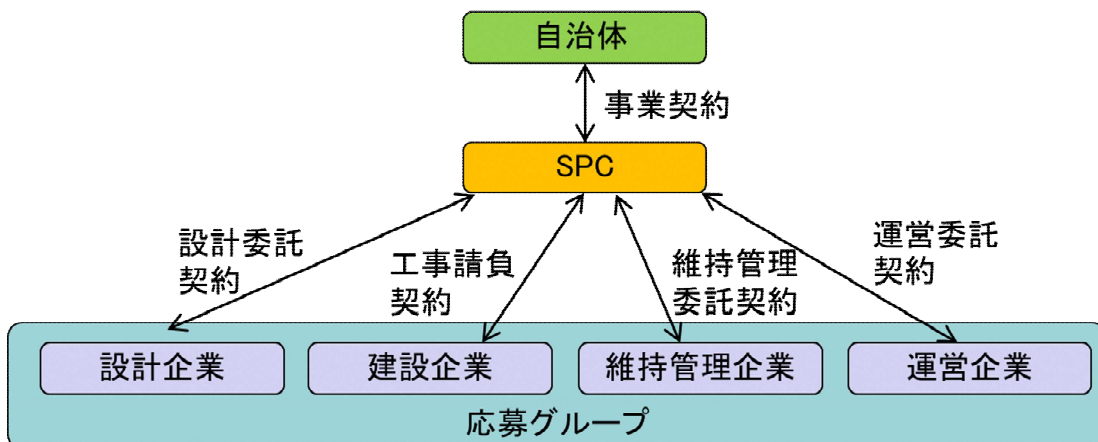 自治体
事業契約
SPC
設計委託
契約
工事請負
契約
維持管理
委託契約
運営委託
契約
設計企業
建設企業
維持管理企業
運営企業
応募グループ